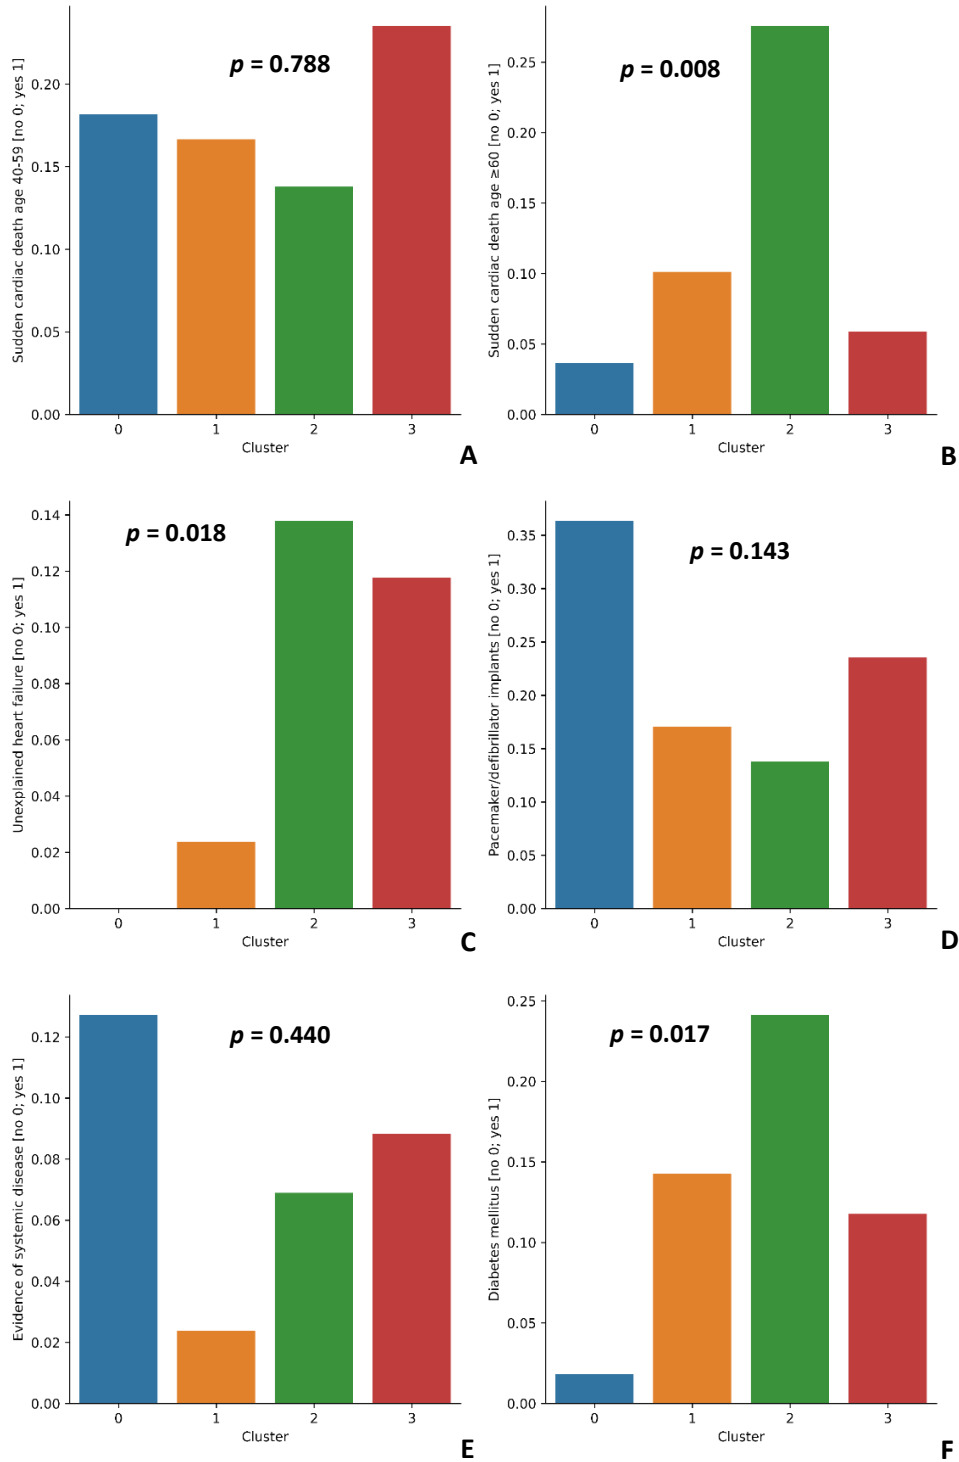 p = 0.788
Sudden cardiac death age 40-59 [no 0; yes 1]
0.20
0.15
0.10
0.05
0.00
0 1 2 3
Cluster
A
p = 0.008
Sudden cardiac death age ≥60 [no 0; yes 1]
0.25
0.20
0.15
0.10
0.05
0.00
0 1 2 3
Cluster
B
p = 0.018
Unexplained heart failure [no 0; yes 1]
0.14
0.12
0.10
0.08
0.06
0.04
0.02
0.00
0 1 2 3
Cluster
C
p = 0.143
Pacemaker/defibrillator implants [no 0; yes 1]
0.35
0.30
0.25
0.20
0.15
0.10
0.05
0.00
0 1 2 3
Cluster
D
p = 0.440
Evidence of systemic disease [no 0; yes 1]
0.12
0.10
0.08
0.06
0.04
0.02
0.00
0 1 2 3
Cluster
E
p = 0.017
Diabetes mellitus [no 0; yes 1]
0.25
0.20
0.15
0.10
0.05
0.00
0 1 2 3
Cluster
F